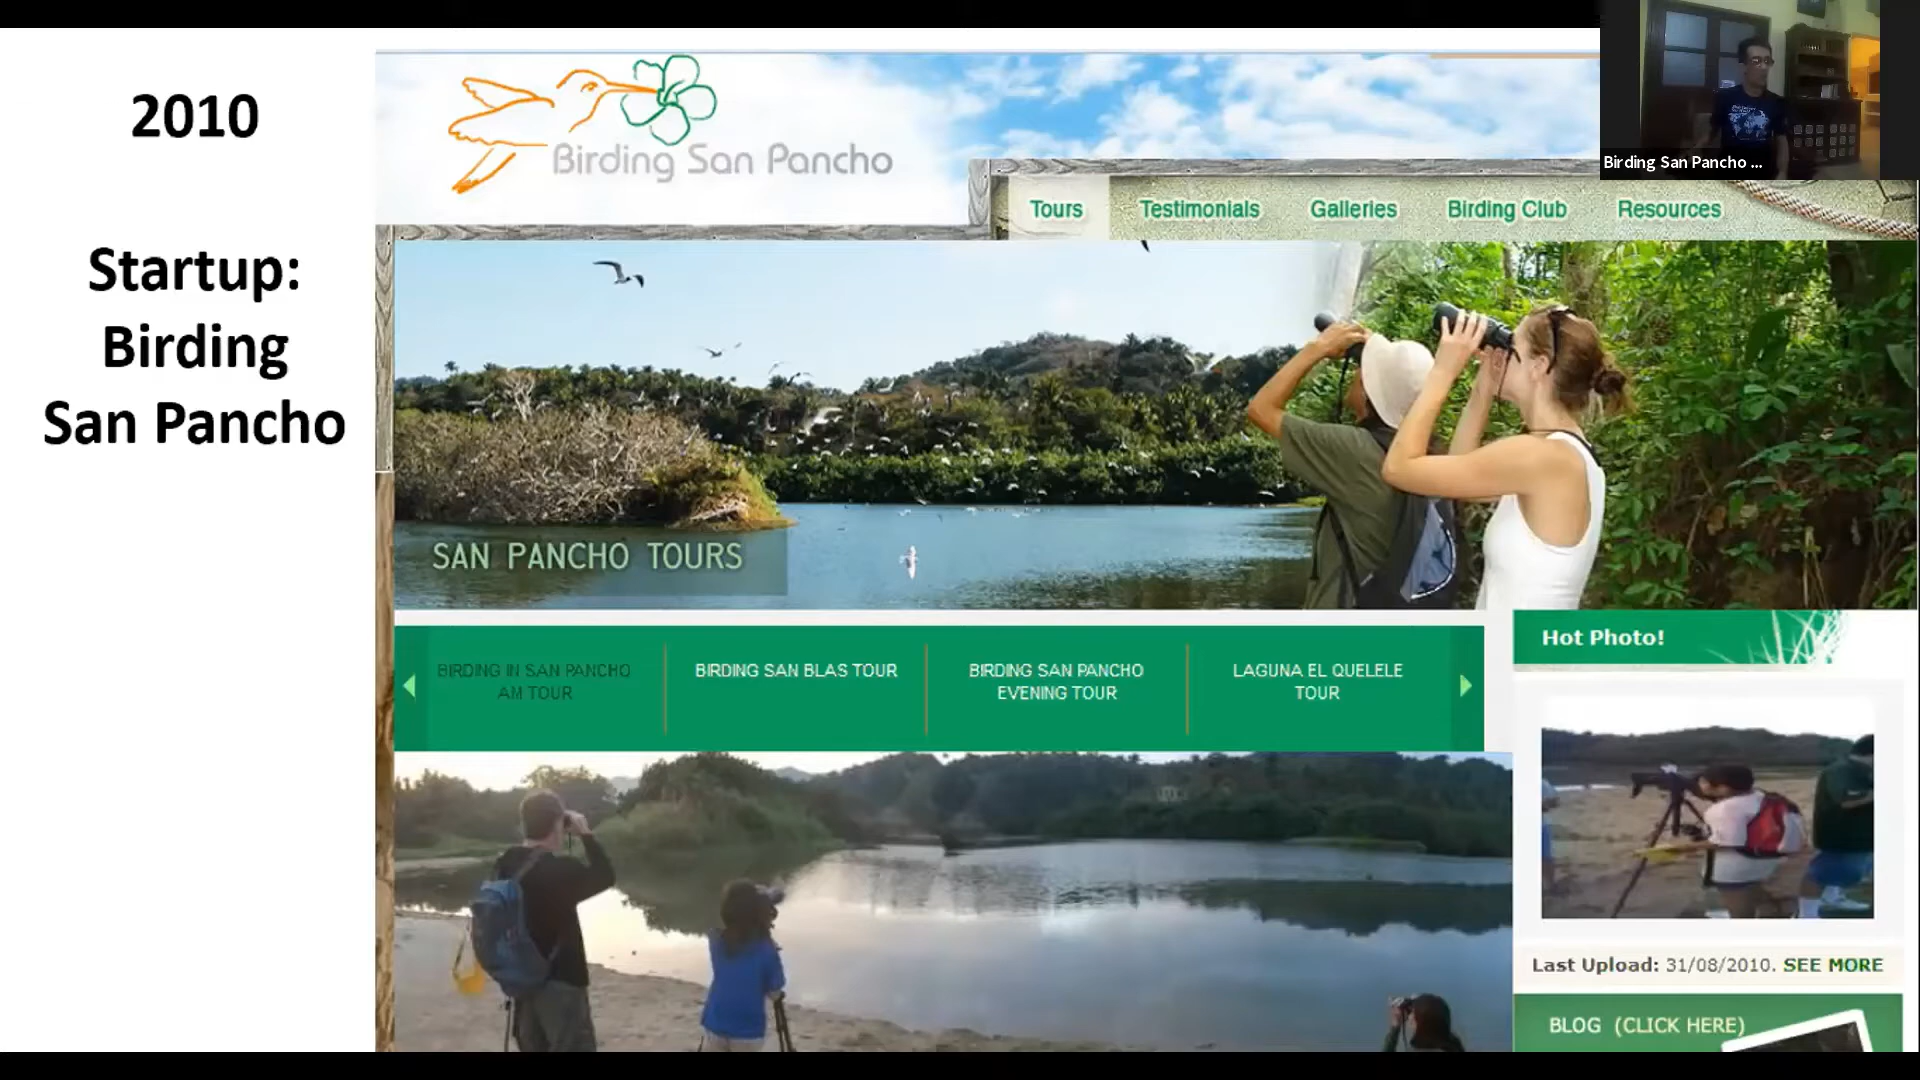 2010
Startup:
Birding
San Pancho
Birding San Pancho
Birding San Pancho ...
Tours
Testimonials
Galleries
Birding Club
Resources
SAN PANCHO TOURS
BIRDING IN SAN PANCHO
AM TOUR
BIRDING SAN BLAS TOUR
BIRDING SAN PANCHO
EVENING TOUR
LAGUNA EL QUELELE
TOUR
Hot Photo!
Last Upload: 31/08/2010. SEE MORE
BLOG (CLICK HERE)